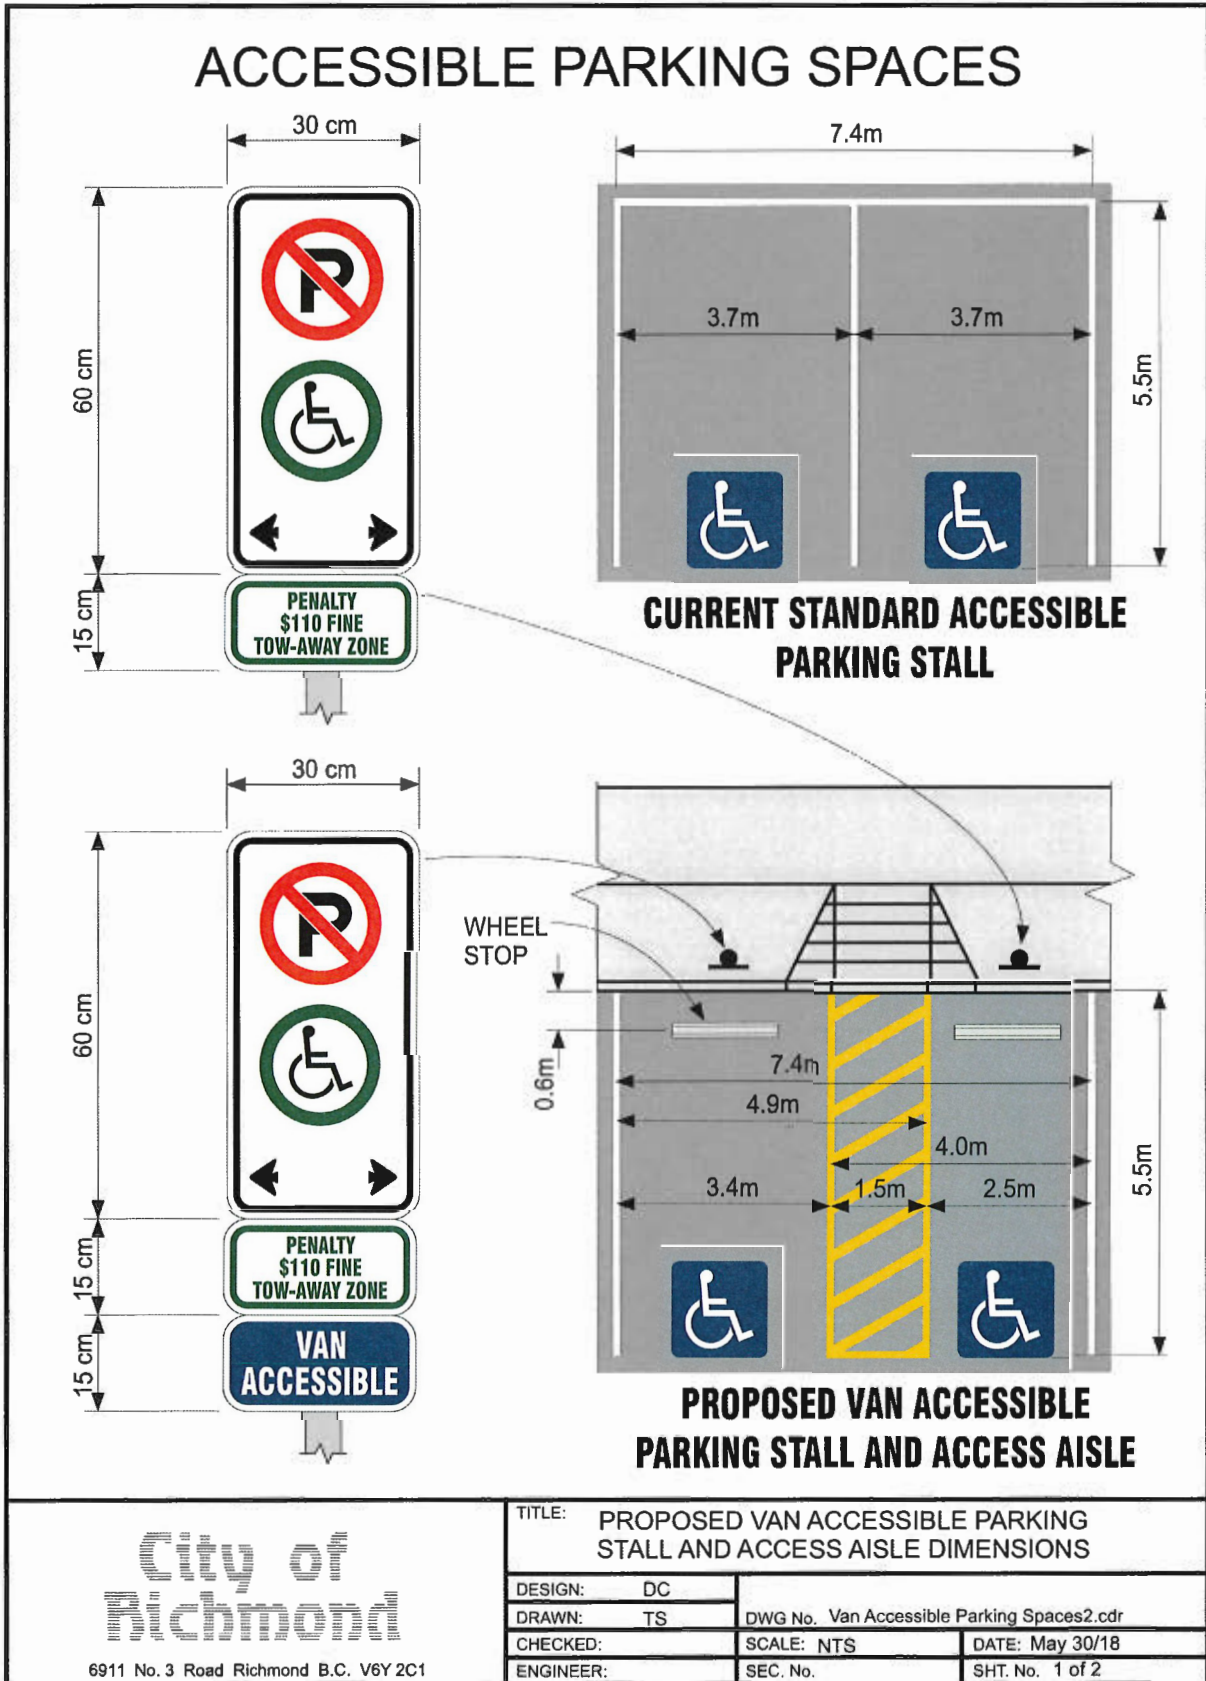 ACCESSIBLE PARKING SPACES
30 cm
60 cm
P
15 cm
PENALTY
$110 FINE
TOW-AWAY ZONE
7.4m
3.7m
3.7m
5.5m
CURRENT STANDARD ACCESSIBLE
PARKING STALL
30 cm
60 cm
P
15 cm
PENALTY
$110 FINE
TOW-AWAY ZONE
15 cm
VAN
ACCESSIBLE
WHEEL
STOP
0.6m
7.4m
4.9m
4.0m
3.4m
1.5m
2.5m
5.5m
PROPOSED VAN ACCESSIBLE
PARKING STALL AND ACCESS AISLE
City of
Richmond
6911 No. 3 Road Richmond B.C. V6Y 2C1
TITLE: PROPOSED VAN ACCESSIBLE PARKING
STALL AND ACCESS AISLE DIMENSIONS
DESIGN: DC
DRAWN: TS
DWG No. Van Accessible Parking Spaces2.cdr
CHECKED:
SCALE: NTS
DATE: May 30/18
ENGINEER:
SEC. No.
SHT. No. 1 of 2